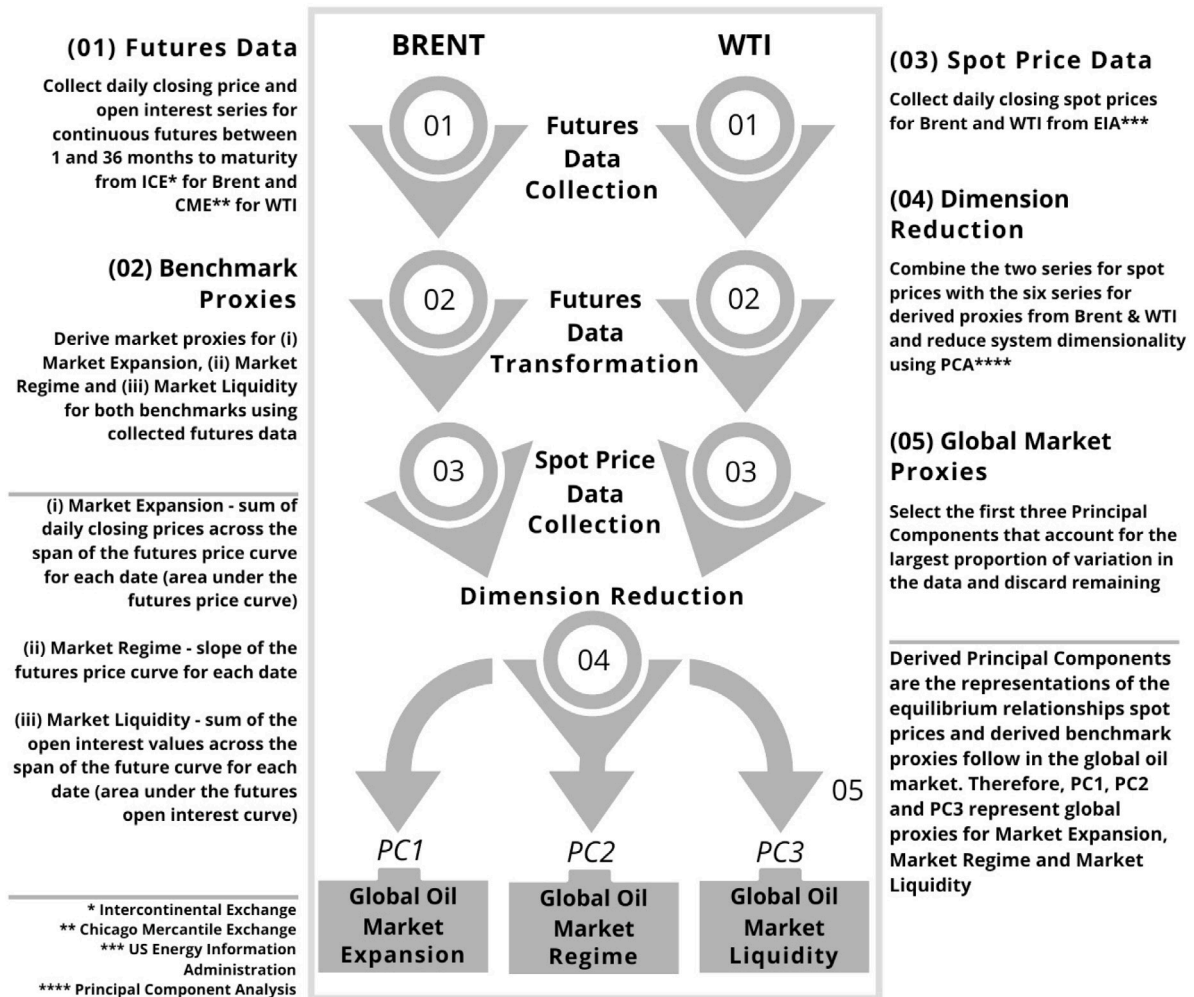 (01) Futures Data
Collect daily closing price and
open interest series for
continuous futures between
1 and 36 months to maturity
from ICE* for Brent and
CME** for WTI
(02) Benchmark
Proxies
Derive market proxies for (i)
Market Expansion, (ii) Market
Regime and (iii) Market Liquidity
for both benchmarks using
collected futures data
(i) Market Expansion - sum of
daily closing prices across the
span of the futures price curve
for each date (area under the
futures price curve)
(ii) Market Regime - slope of the
futures price curve for each date
(iii) Market Liquidity - sum of the
open interest values across the
span of the future curve for each
date (area under the futures
open interest curve)
* Intercontinental Exchange
** Chicago Mercantile Exchange
*** US Energy Information
Administration
**** Principal Component Analysis
BRENT
WTI
01
Futures
Data
Collection
01
02
Futures
Data
Transformation
02
03
Spot Price
Data
Collection
03
Dimension Reduction
04
05
PC1
PC2
PC3
Global Oil
Market
Expansion
Global Oil
Market
Regime
Global Oil
Market
Liquidity
(03) Spot Price Data
Collect daily closing spot prices
for Brent and WTI from EIA***
(04) Dimension
Reduction
Combine the two series for spot
prices with the six series for
derived proxies from Brent & WTI
and reduce system dimensionality
using PCA****
(05) Global Market
Proxies
Select the first three Principal
Components that account for the
largest proportion of variation in
the data and discard remaining
Derived Principal Components
are the representations of the
equilibrium relationships spot
prices and derived benchmark
proxies follow in the global oil
market. Therefore, PC1, PC2
and PC3 represent global
proxies for Market Expansion,
Market Regime and Market
Liquidity